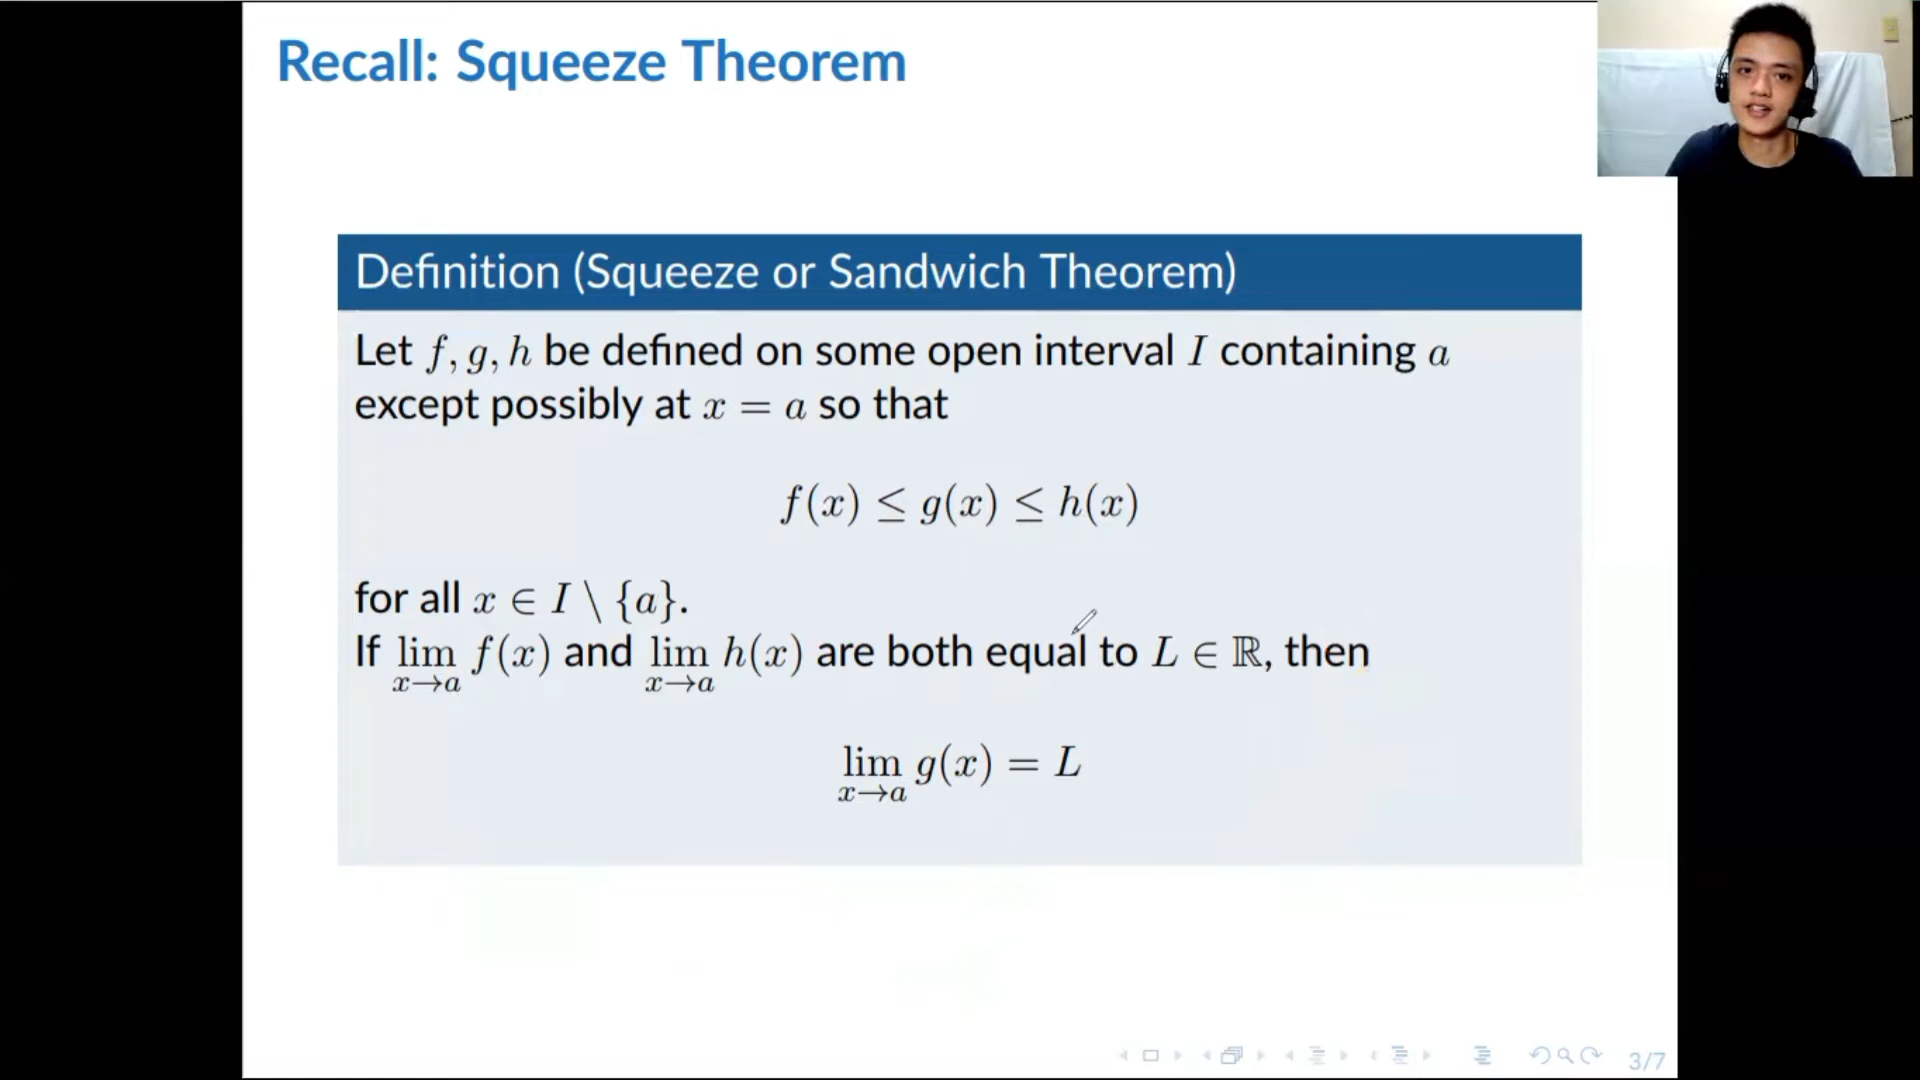 Recall: Squeeze Theorem
Definition (Squeeze or Sandwich Theorem)
Let f, g, h be defined on some open interval I containing a
except possibly at x = a so that
f(x) ≤ g(x) ≤ h(x)
for all x ∈ I \ {a}.
If lim x→a f(x) and lim x→a h(x) are both equal to L ∈ ℝ, then
lim x→a g(x) = L
3/7